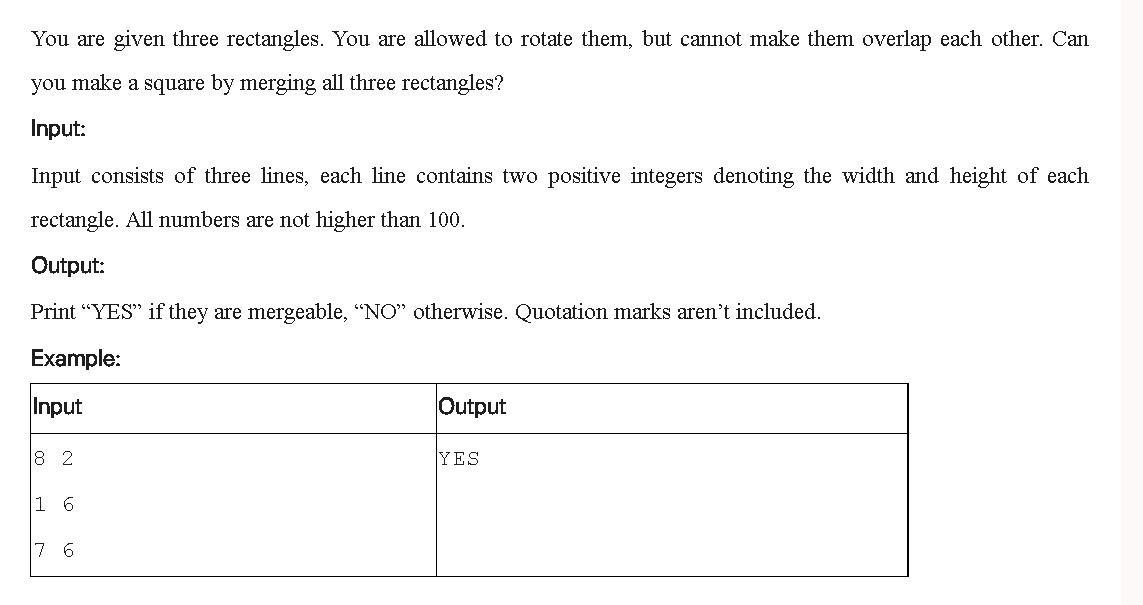 You are given three rectangles. You are allowed to rotate them, but cannot make them overlap each other. Can
you make a square by merging all three rectangles?
Input:
Input consists of three lines, each line contains two positive integers denoting the width and height of each
rectangle. All numbers are not higher than 100.
Output:
Print “YES” if they are mergeable, “NO” otherwise. Quotation marks aren’t included.
Example:
Input Output
8 2 YES
1 6
7 6